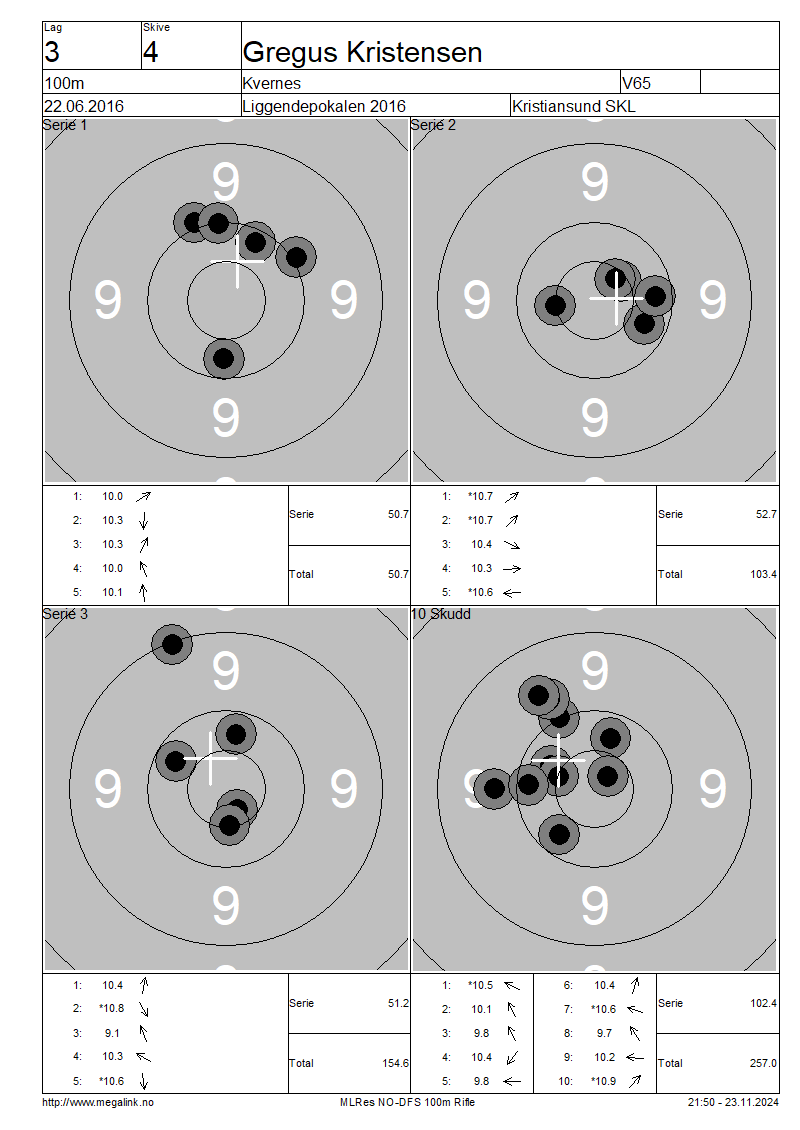 Lag Skive
3 4 Gregus Kristensen
100m Kvernes V65
22.06.2016 Liggendepokalen 2016 Kristiansund SKL
Serie 1
9
9 9
9
1: 10.0
2: 10.3
3: 10.3
4: 10.0
5: 10.1
Serie 50.7
Total 50.7
Serie 2
9
9 9
9
1: *10.7
2: *10.7
3: 10.4
4: 10.3
5: *10.6
Serie 52.7
Total 103.4
Serie 3
9
9 9
9
1: 10.4
2: *10.8
3: 9.1
4: 10.3
5: *10.6
Serie 51.2
Total 154.6
10 Skudd
9
9 9
9
1: *10.5
2: 10.1
3: 9.8
4: 10.4
5: 9.8
6: 10.4
7: *10.6
8: 9.7
9: 10.2
10: *10.9
Serie 102.4
Total 257.0
http://www.megalink.no MLRes NO-DFS 100m Rifle 21:50 - 23.11.2024